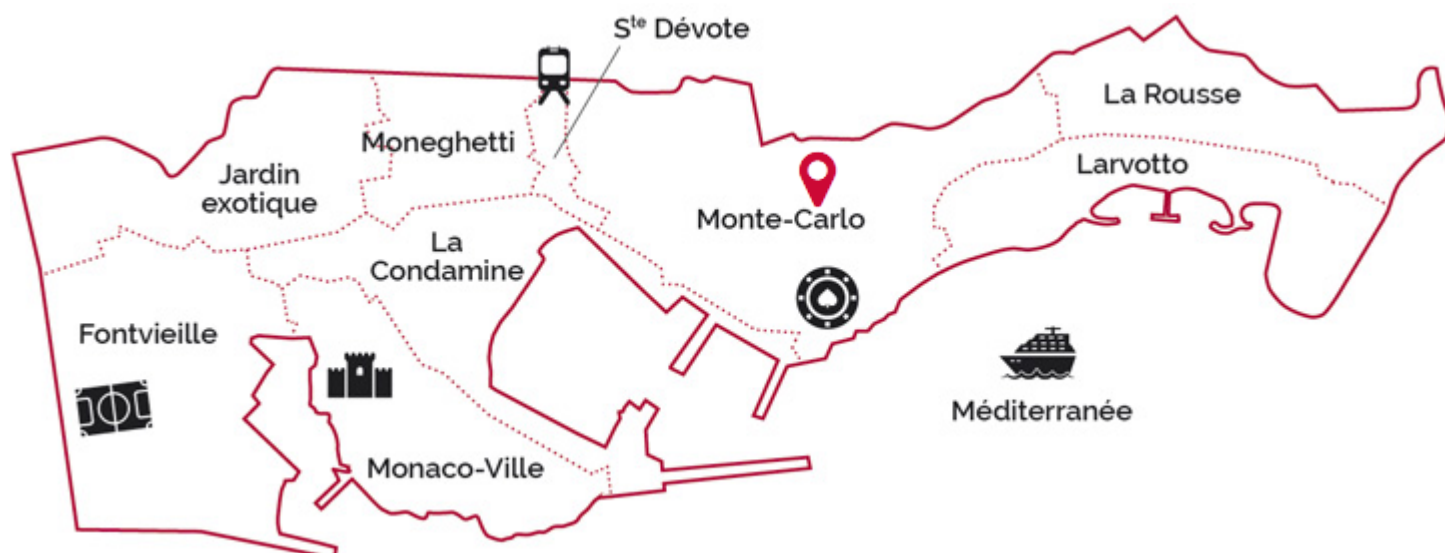 Sᵗᵉ Dévote
La Rousse
Moneghetti
Larvotto
Jardin
exotique
Monte-Carlo
La
Condamine
Fontvieille
Méditerranée
Monaco-Ville